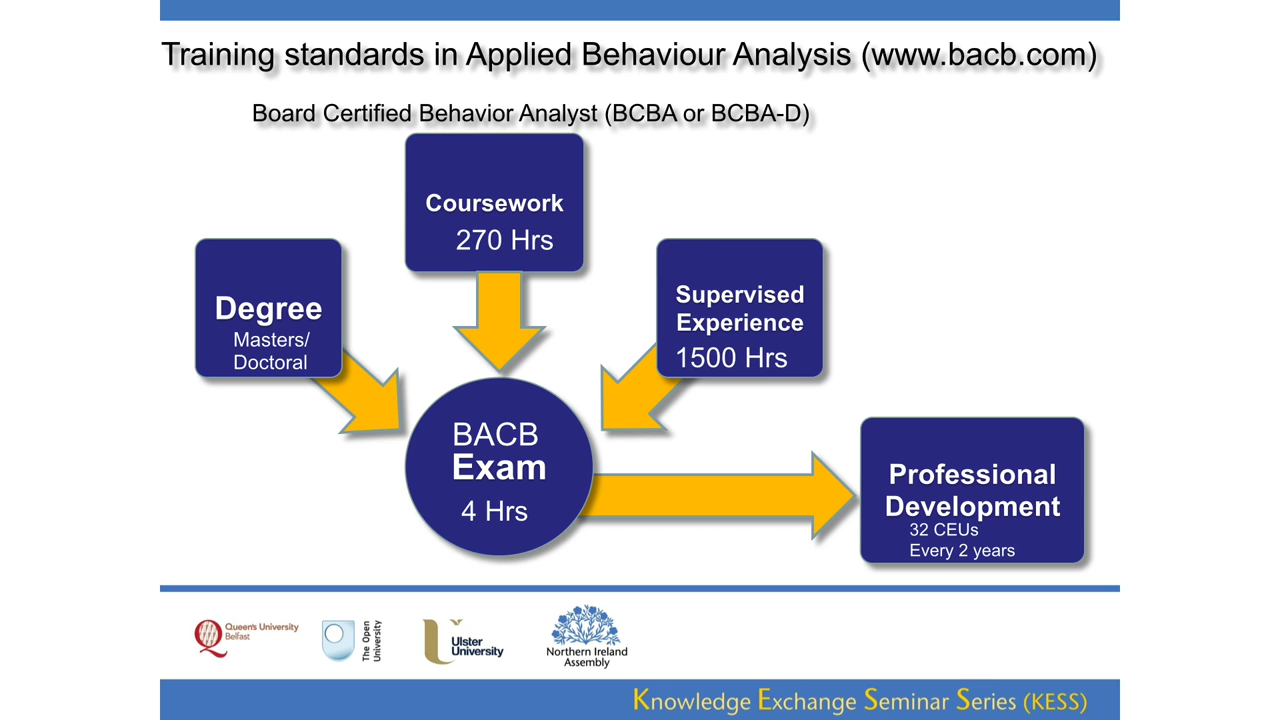 Training standards in Applied Behaviour Analysis (www.bacb.com)
Board Certified Behavior Analyst (BCBA or BCBA-D)
Coursework
270 Hrs
Degree
Masters/
Doctoral
Supervised
Experience
1500 Hrs
BACB
Exam
4 Hrs
Professional
Development
32 CEUs
Every 2 years
Queen's University
Belfast
The Open
University
Ulster
University
Northern Ireland
Assembly
Knowledge Exchange Seminar Series (KESS)